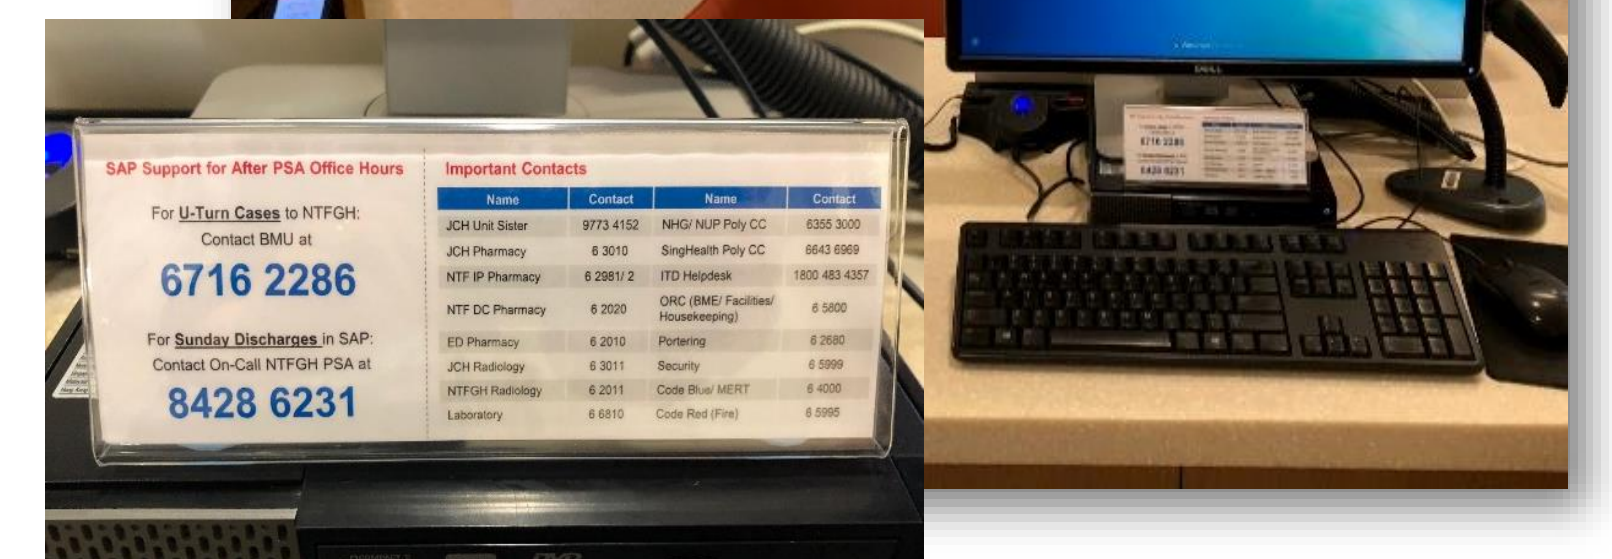 SAP Support for After PSA Office Hours
For U-Turn Cases to NTFGH:
Contact BMU at
6716 2286
For Sunday Discharges in SAP:
Contact On-Call NTFGH PSA at
8428 6231
Important Contacts
Name Contact Name Contact
JCH Unit Sister 9773 4152 NHG/ NUP Poly CC 6355 3000
JCH Pharmacy 6 3010 SingHealth Poly CC 6643 6969
NTF IP Pharmacy 6 2981/ 2 ITD Helpdesk 1800 483 4357
NTF DC Pharmacy 6 2020 ORC (BME/ Facilities/
Housekeeping) 6 5800
ED Pharmacy 6 2010 Portering 6 2680
JCH Radiology 6 3011 Security 6 5999
NTFGH Radiology 6 2011 Code Blue/ MERT 6 4000
Laboratory 6 6810 Code Red (Fire) 6 5995
DELL
6716 2286
8428 6231